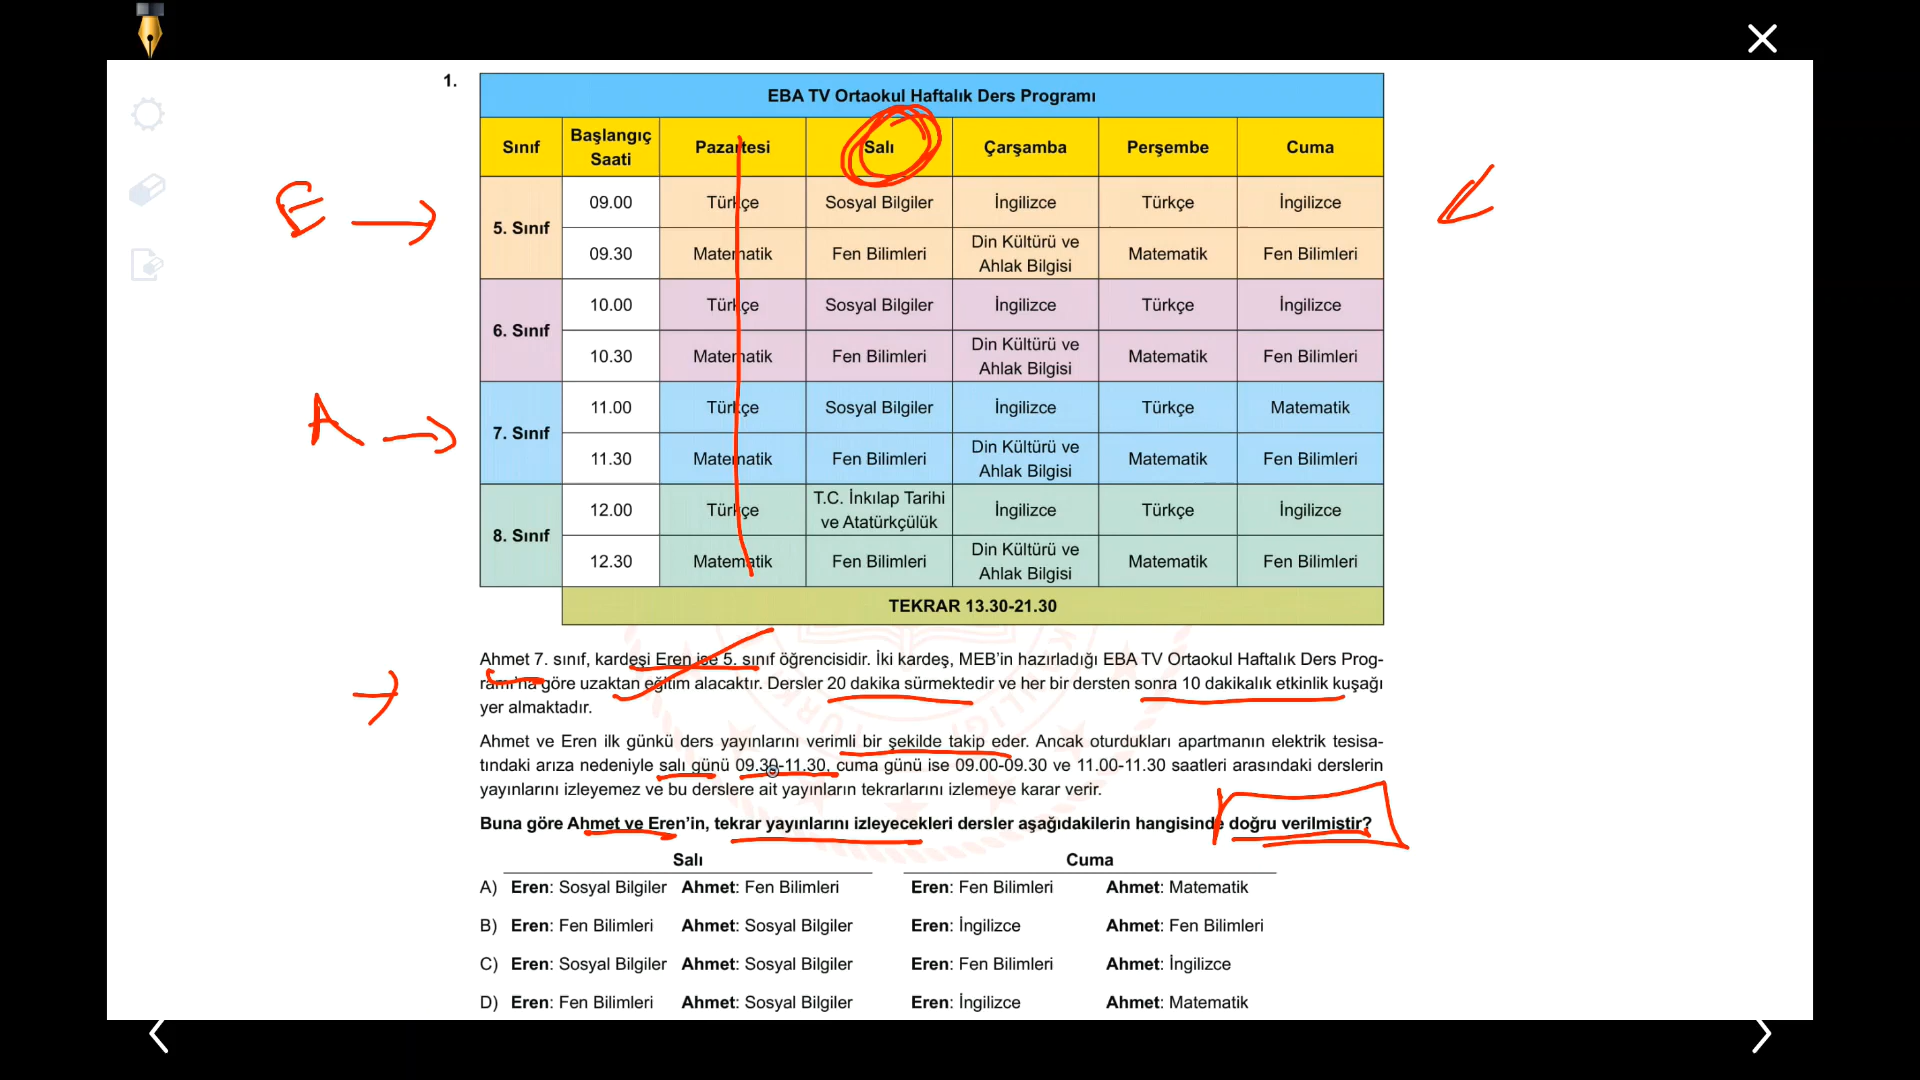 1.
EBA TV Ortaokul Haftalık Ders Programı
Sınıf Başlangıç Saati Pazartesi Salı Çarşamba Perşembe Cuma
5. Sınıf 09.00 Türkçe Sosyal Bilgiler İngilizce Türkçe İngilizce
09.30 Matematik Fen Bilimleri Din Kültürü ve Ahlak Bilgisi Matematik Fen Bilimleri
6. Sınıf 10.00 Türkçe Sosyal Bilgiler İngilizce Türkçe İngilizce
10.30 Matematik Fen Bilimleri Din Kültürü ve Ahlak Bilgisi Matematik Fen Bilimleri
7. Sınıf 11.00 Türkçe Sosyal Bilgiler İngilizce Türkçe Matematik
11.30 Matematik Fen Bilimleri Din Kültürü ve Ahlak Bilgisi Matematik Fen Bilimleri
8. Sınıf 12.00 Türkçe T.C. İnkılap Tarihi ve Atatürkçülük İngilizce Türkçe İngilizce
12.30 Matematik Fen Bilimleri Din Kültürü ve Ahlak Bilgisi Matematik Fen Bilimleri
TEKRAR 13.30-21.30
E
A
Ahmet 7. sınıf, kardeşi Eren ise 5. sınıf öğrencisidir. İki kardeş, MEB'in hazırladığı EBA TV Ortaokul Haftalık Ders Prog-
ramı'na göre uzaktan eğitim alacaktır. Dersler 20 dakika sürmektedir ve her bir dersten sonra 10 dakikalık etkinlik kuşağı
yer almaktadır.
Ahmet ve Eren ilk günkü ders yayınlarını verimli bir şekilde takip eder. Ancak oturdukları apartmanın elektrik tesisa-
tındaki arıza nedeniyle salı günü 09.30-11.30, cuma günü ise 09.00-09.30 ve 11.00-11.30 saatleri arasındaki derslerin
yayınlarını izleyemez ve bu derslere ait yayınların tekrarlarını izlemeye karar verir.
Buna göre Ahmet ve Eren'in, tekrar yayınlarını izleyecekleri dersler aşağıdakilerin hangisinde doğru verilmiştir?
Salı Cuma
A) Eren: Sosyal Bilgiler Ahmet: Fen Bilimleri Eren: Fen Bilimleri Ahmet: Matematik
B) Eren: Fen Bilimleri Ahmet: Sosyal Bilgiler Eren: İngilizce Ahmet: Fen Bilimleri
C) Eren: Sosyal Bilgiler Ahmet: Sosyal Bilgiler Eren: Fen Bilimleri Ahmet: İngilizce
D) Eren: Fen Bilimleri Ahmet: Sosyal Bilgiler Eren: İngilizce Ahmet: Matematik